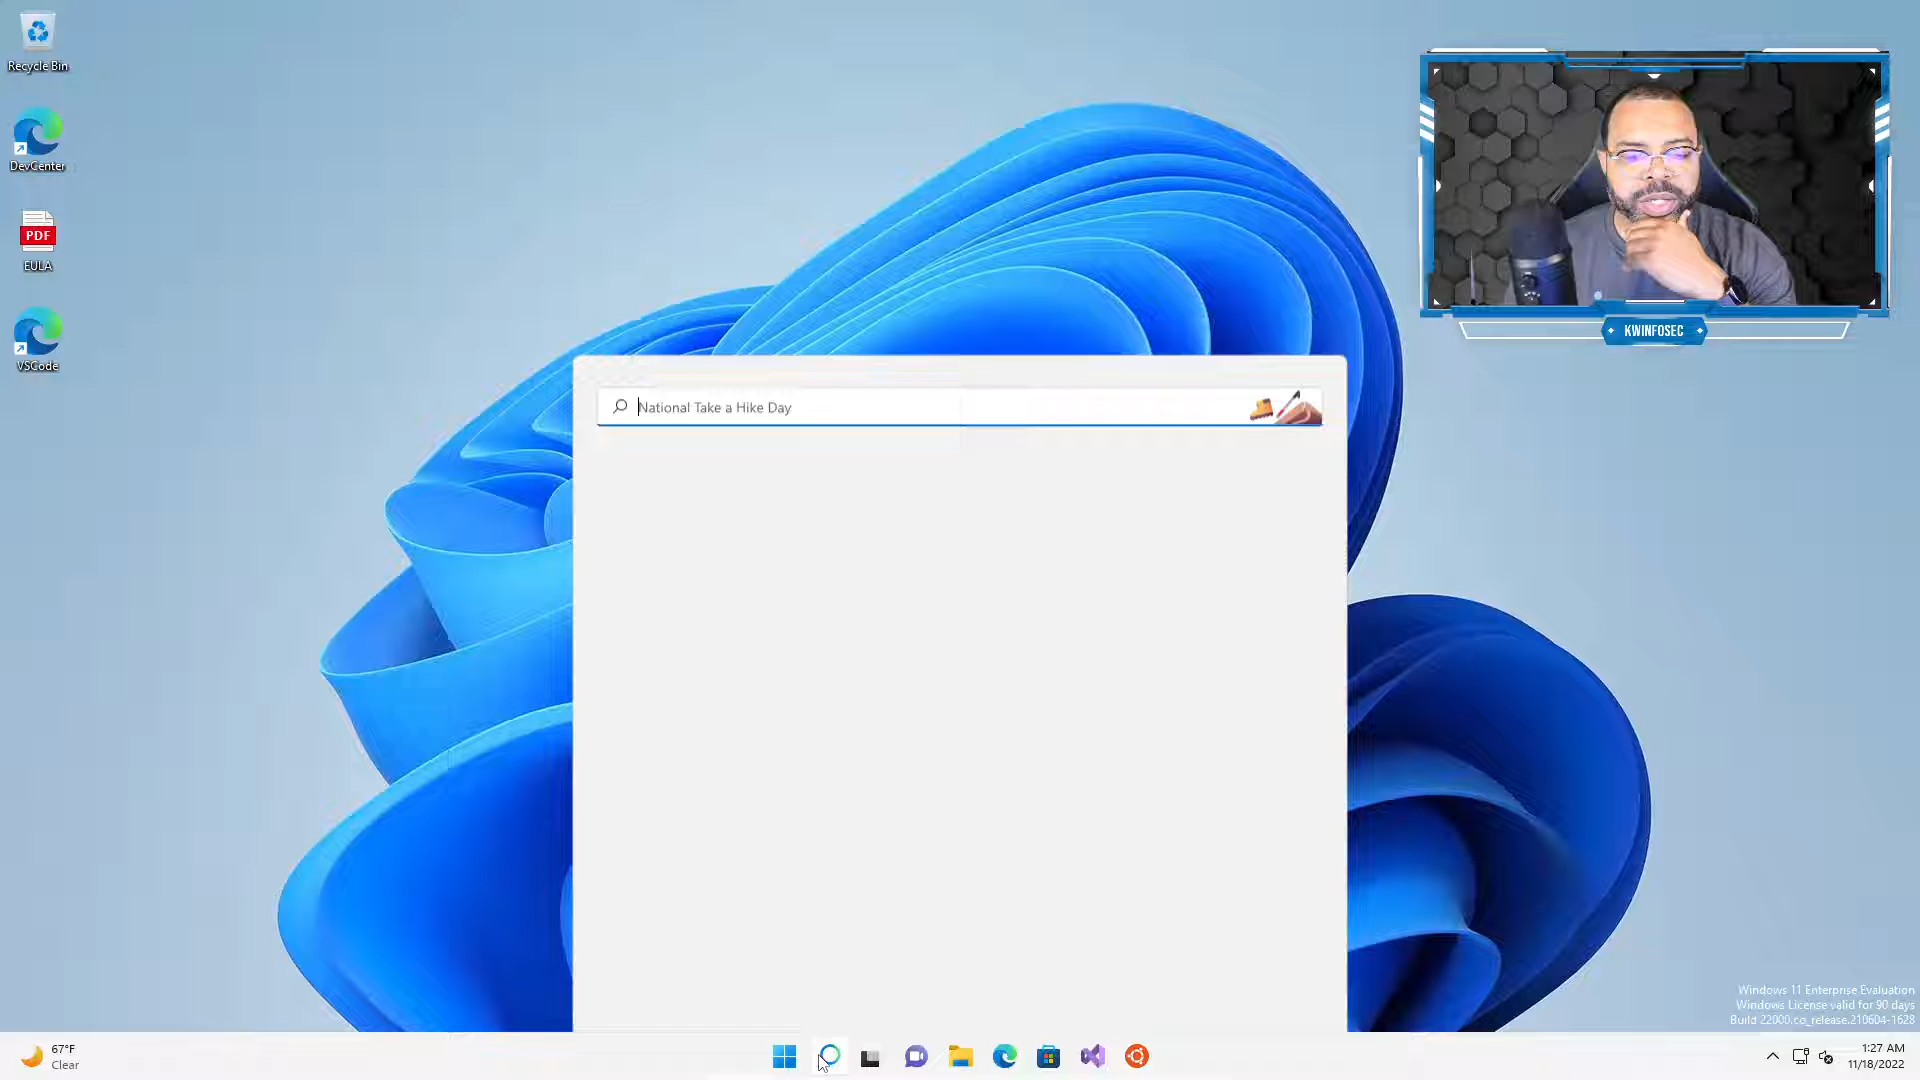 Recycle Bin
DevCenter
PDF
EULA
VSCode
KWINFOSEC
National Take a Hike Day
Windows 11 Enterprise Evaluation
Windows License valid for 90 days
Build 22000.co_release.210604-1628
67°F
Clear
1:27 AM
11/18/2022